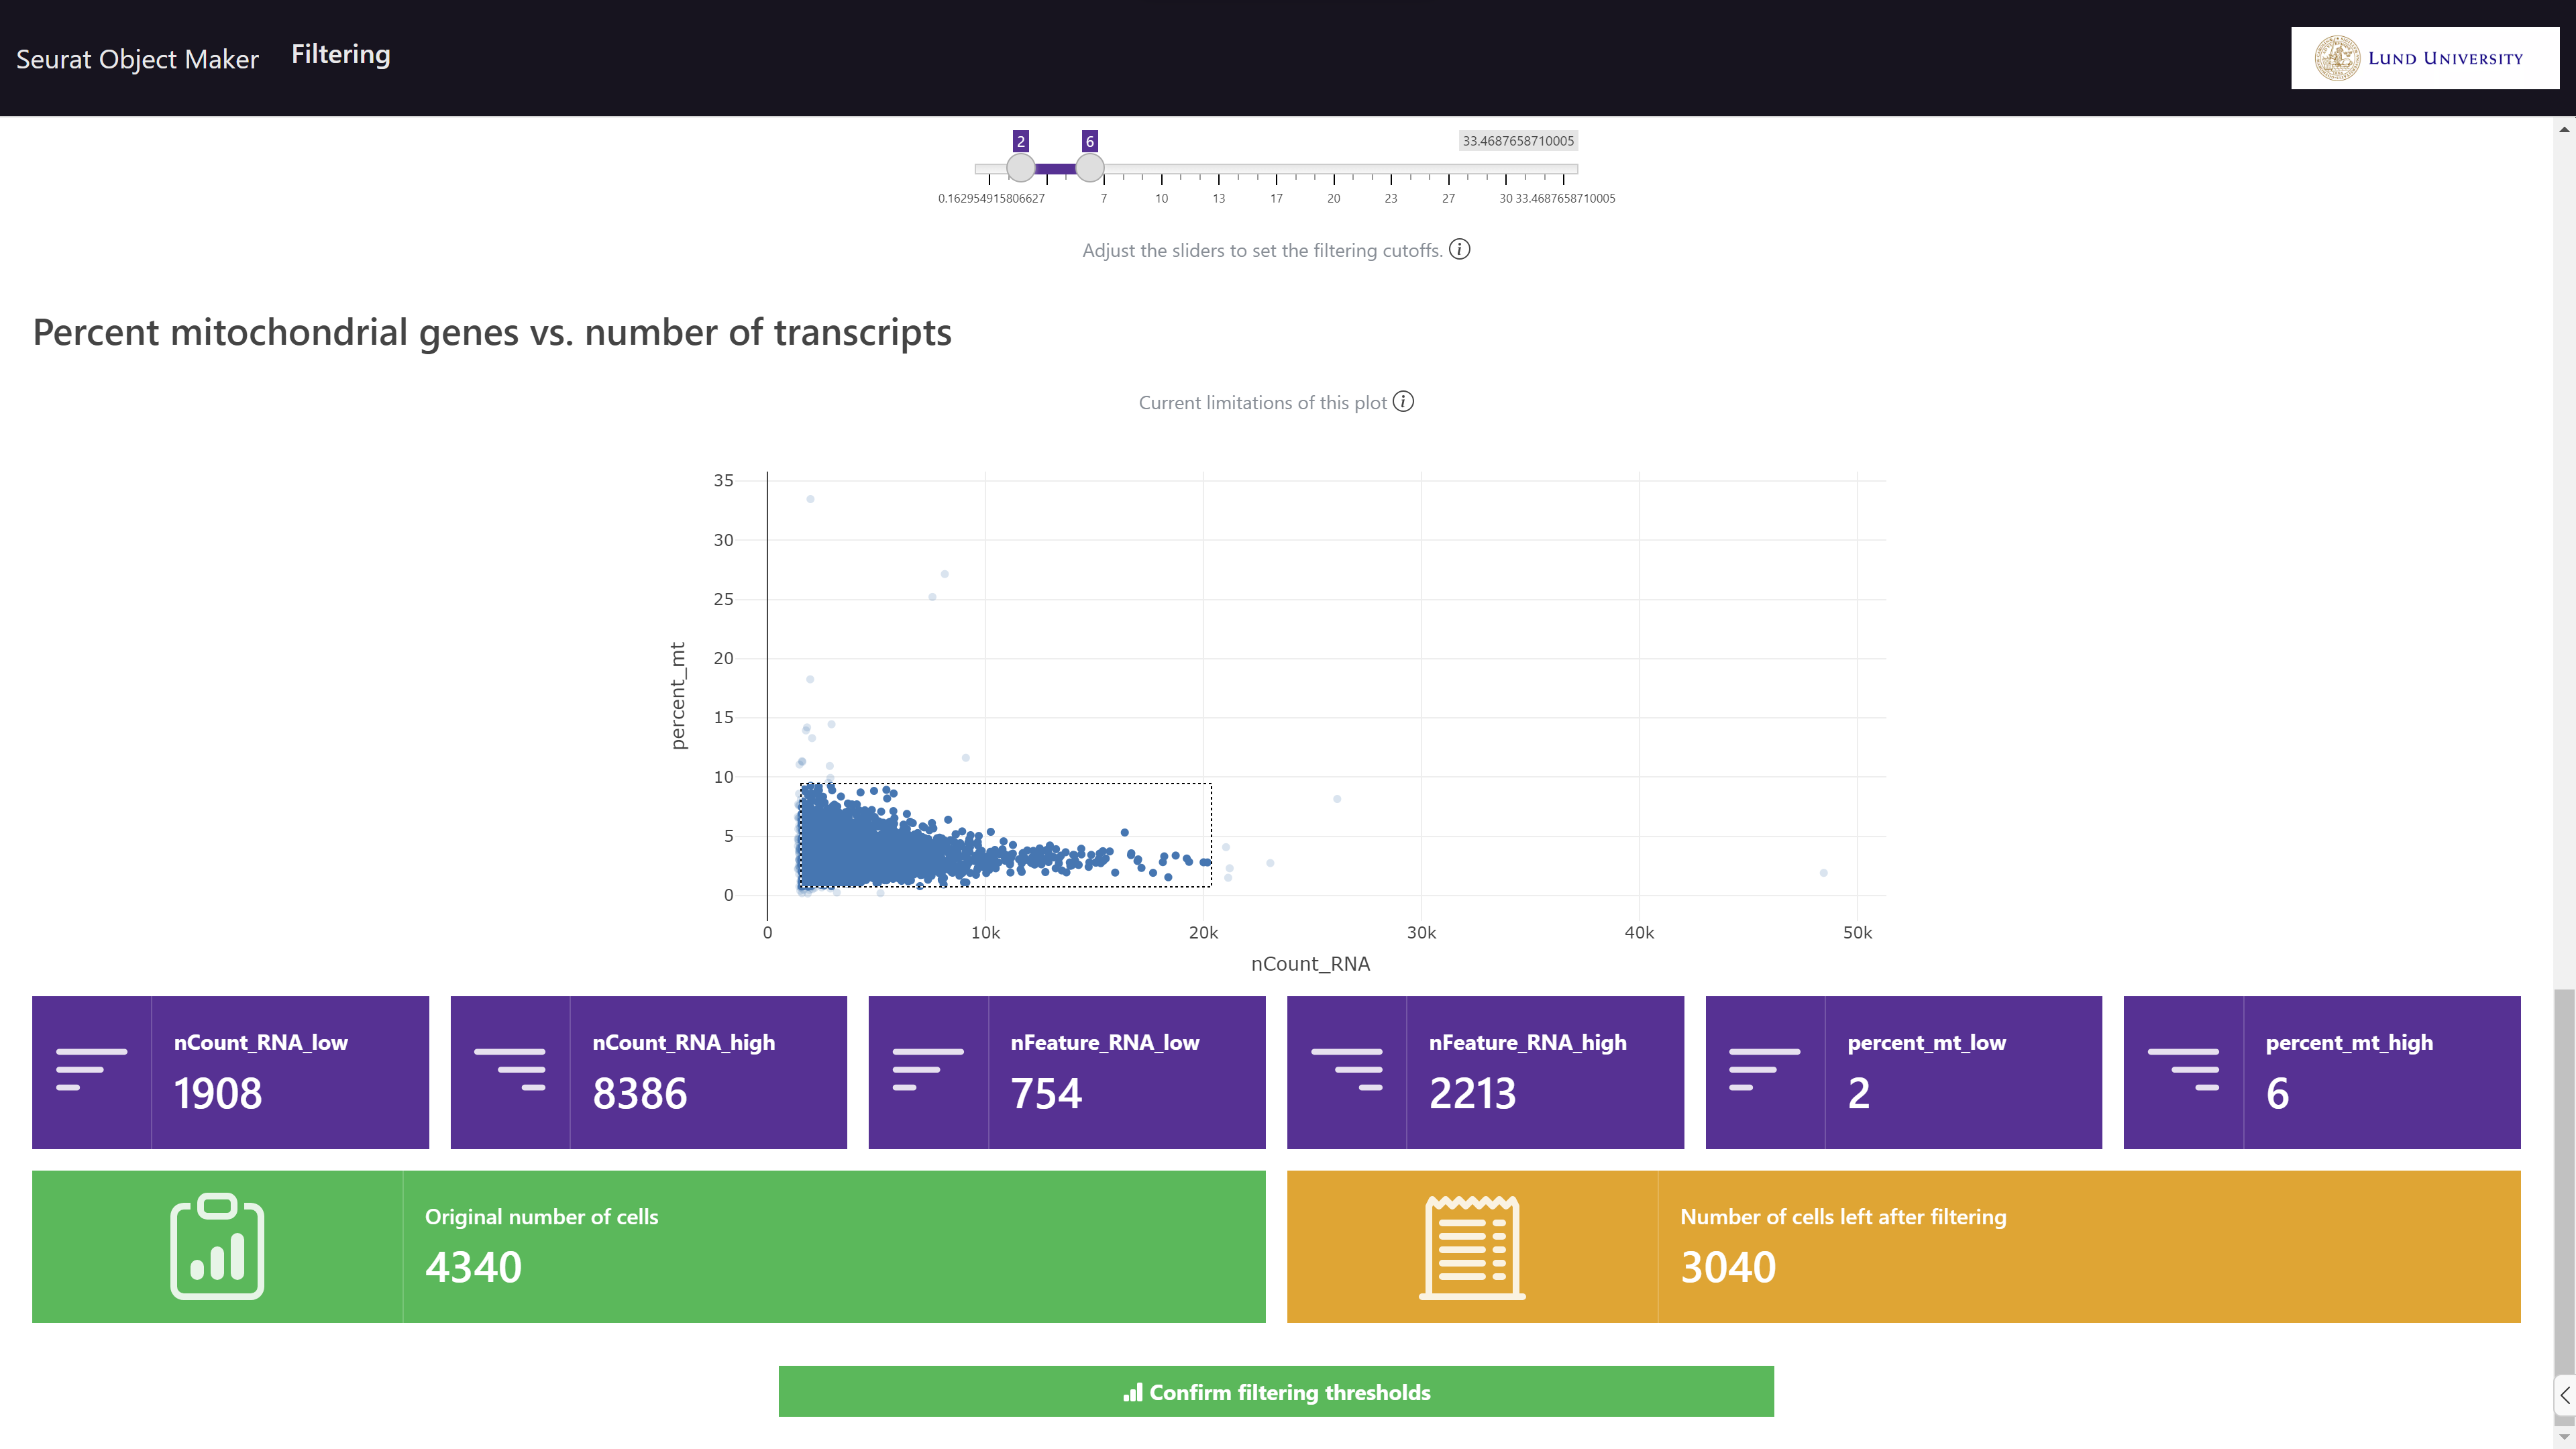 Seurat Object Maker Filtering
LUND UNIVERSITY
2 6 33.4687658710005
0.162954915806627 7 10 13 17 20 23 27 30 33.4687658710005
Adjust the sliders to set the filtering cutoffs. i
Percent mitochondrial genes vs. number of transcripts
Current limitations of this plot i
35
30
25
20
15
10
5
0
percent_mt
0 10k 20k 30k 40k 50k
nCount_RNA
nCount_RNA_low
1908
nCount_RNA_high
8386
nFeature_RNA_low
754
nFeature_RNA_high
2213
percent_mt_low
2
percent_mt_high
6
Original number of cells
4340
Number of cells left after filtering
3040
Confirm filtering thresholds